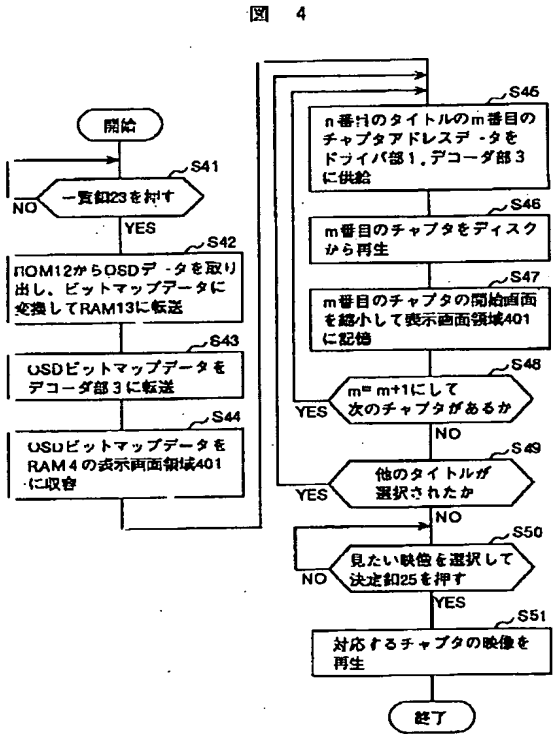 図 4
開始
S41
一覧釦23を押す
NO
YES
S42
ROM12からOSDデータを取り
出し、ビットマップデータに
変換してRAM13に転送
S43
OSDビットマップデータを
デコーダ部3に転送
S44
OSDビットマップデータを
RAM4の表示画面領域401
に収容
S45
n番目のタイトルのm番目の
チャプタアドレスデータを
ドライバ部1,デコーダ部3
に供給
S46
m番目のチャプタをディスク
から再生
S47
m番目のチャプタの開始画面
を縮小して表示画面領域401
に記憶
S48
m=m+1にして
次のチャプタがあるか
YES
NO
S49
他のタイトルが
選択されたか
YES
NO
S50
見たい映像を選択して
決定釦25を押す
NO
YES
S51
対応するチャプタの映像を
再生
終了